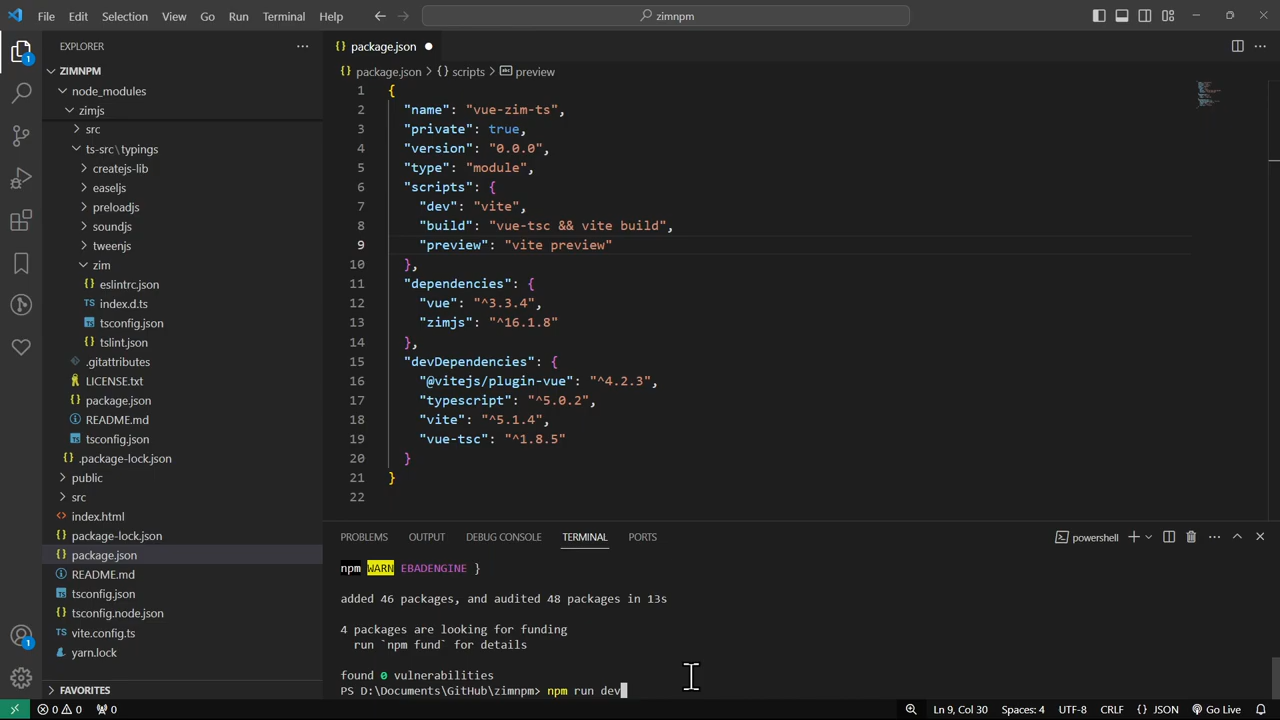 File Edit Selection View Go Run Terminal Help
zimnpm
EXPLORER
ZIMNPM
node_modules
zimjs
src
ts-src\typings
createjs-lib
easeljs
preloadjs
soundjs
tweenjs
zim
eslintrc.json
TS index.d.ts
tsconfig.json
tslint.json
.gitattributes
LICENSE.txt
package.json
README.md
tsconfig.json
.package-lock.json
public
src
index.html
package-lock.json
package.json
README.md
tsconfig.json
tsconfig.node.json
vite.config.ts
yarn.lock
FAVORITES
1
1
package.json
package.json > {} scripts > abc preview
1 {
2 "name": "vue-zim-ts",
3 "private": true,
4 "version": "0.0.0",
5 "type": "module",
6 "scripts": {
7 "dev": "vite",
8 "build": "vue-tsc && vite build",
9 "preview": "vite preview"
10 },
11 "dependencies": {
12 "vue": "^3.3.4",
13 "zimjs": "^16.1.8"
14 },
15 "devDependencies": {
16 "@vitejs/plugin-vue": "^4.2.3",
17 "typescript": "^5.0.2",
18 "vite": "^5.1.4",
19 "vue-tsc": "^1.8.5"
20 }
21 }
22
PROBLEMS OUTPUT DEBUG CONSOLE TERMINAL PORTS
powershell
npm WARN EBADENGINE }
added 46 packages, and audited 48 packages in 13s
4 packages are looking for funding
run `npm fund` for details
found 0 vulnerabilities
PS D:\Documents\GitHub\zimnpm> npm run dev
0 0 0 Ln 9, Col 30 Spaces: 4 UTF-8 CRLF {} JSON Go Live